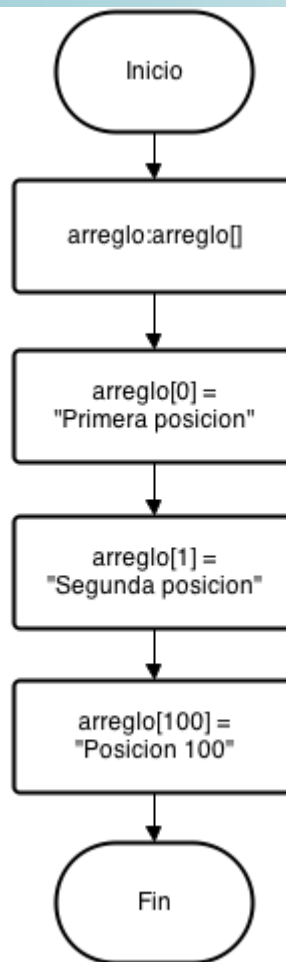 Inicio
arreglo:arreglo[]
arreglo[0] =
"Primera posicion"
arreglo[1] =
"Segunda posicion"
arreglo[100] =
"Posicion 100"
Fin